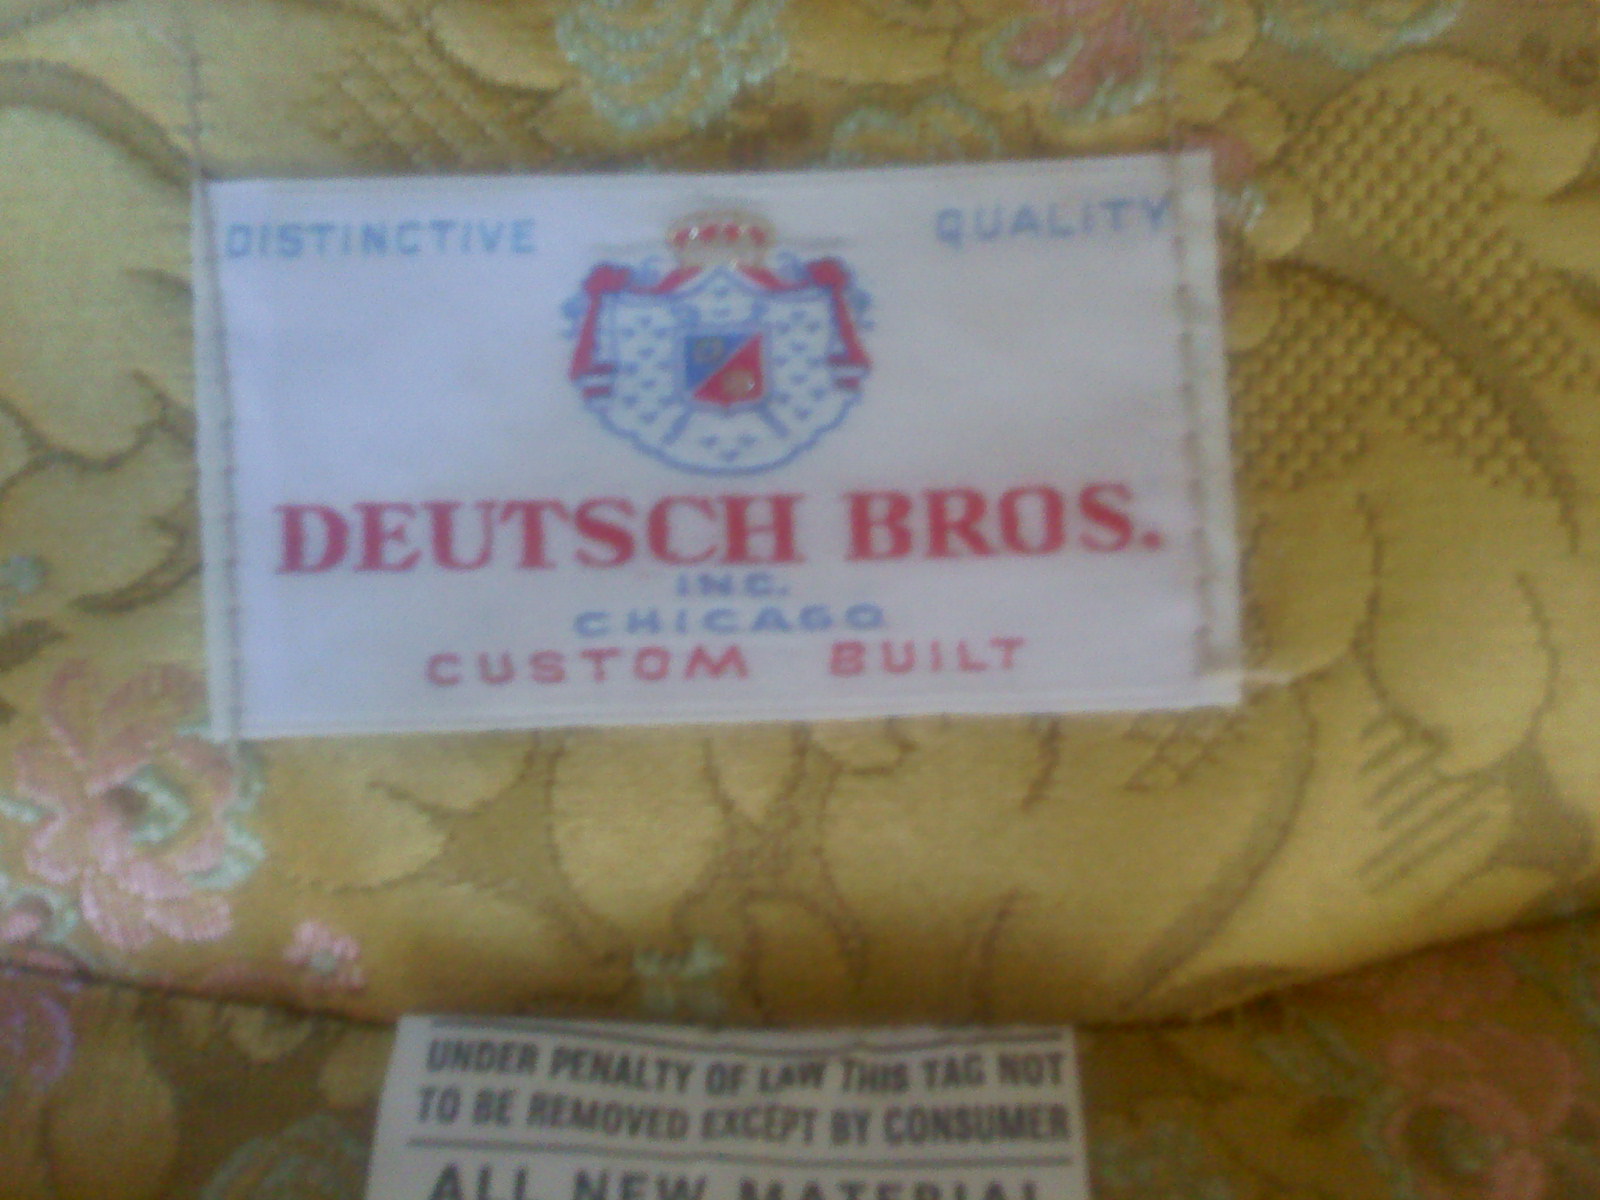 DISTINCTIVE QUALITY
DEUTSCH BROS.
INC.
CHICAGO
CUSTOM BUILT
UNDER PENALTY OF LAW THIS TAG NOT
TO BE REMOVED EXCEPT BY CONSUMER
ALL NEW MATERIAL